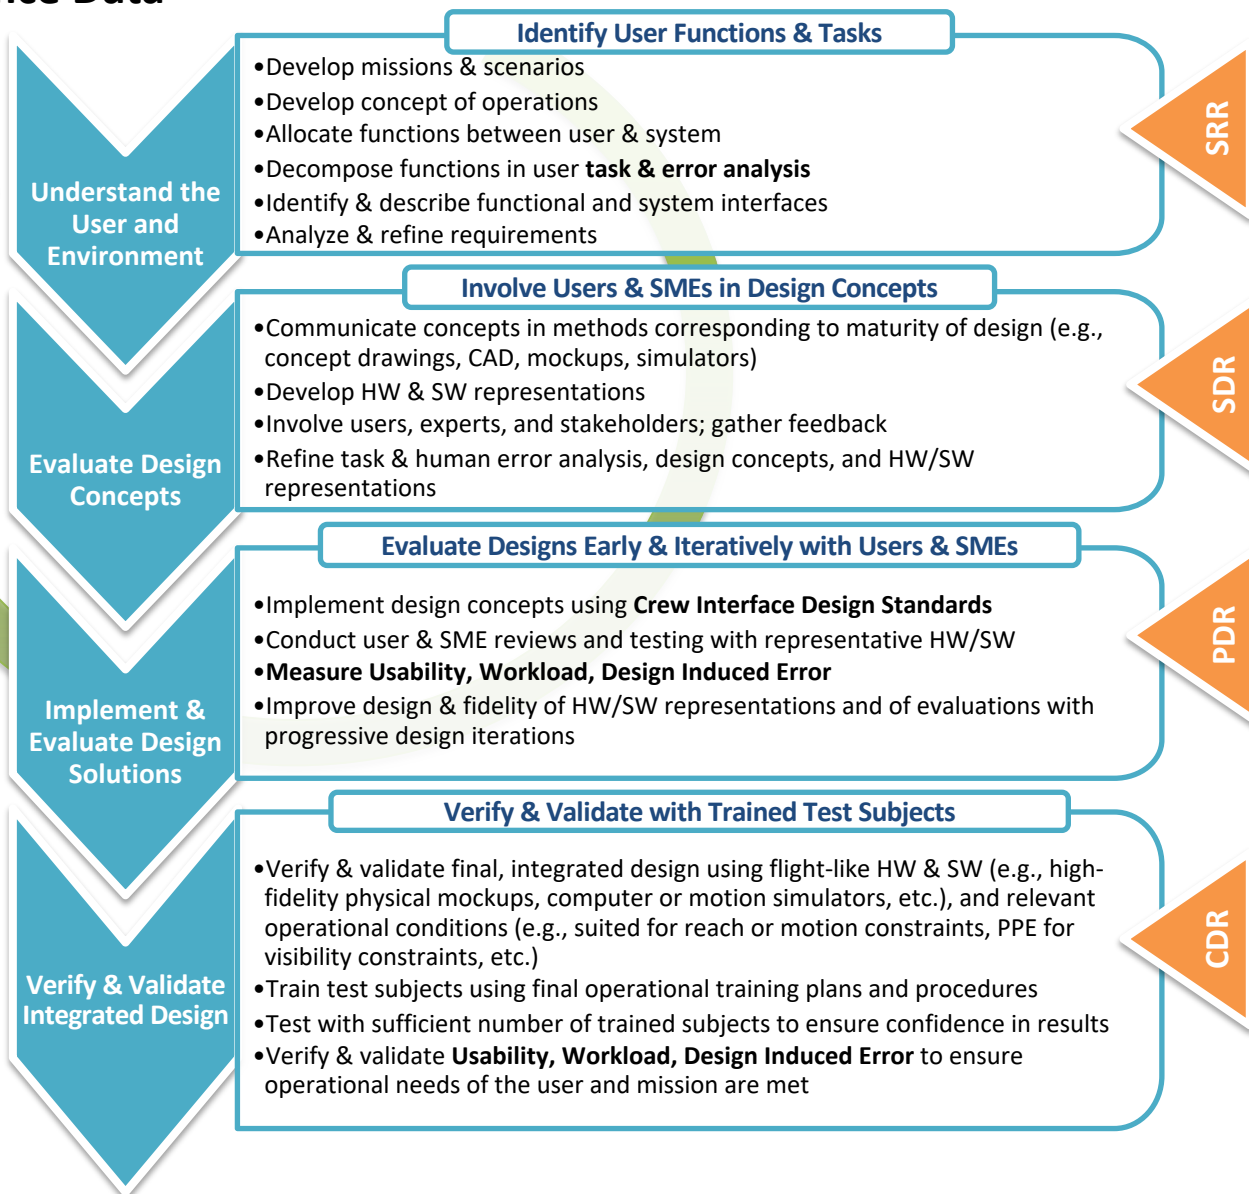 Identify User Functions & Tasks
•Develop missions & scenarios
•Develop concept of operations
•Allocate functions between user & system
•Decompose functions in user task & error analysis
•Identify & describe functional and system interfaces
•Analyze & refine requirements
Understand the
User and
Environment
SRR
Involve Users & SMEs in Design Concepts
•Communicate concepts in methods corresponding to maturity of design (e.g.,
concept drawings, CAD, mockups, simulators)
•Develop HW & SW representations
•Involve users, experts, and stakeholders; gather feedback
•Refine task & human error analysis, design concepts, and HW/SW
representations
Evaluate Design
Concepts
SDR
Evaluate Designs Early & Iteratively with Users & SMEs
•Implement design concepts using Crew Interface Design Standards
•Conduct user & SME reviews and testing with representative HW/SW
•Measure Usability, Workload, Design Induced Error
•Improve design & fidelity of HW/SW representations and of evaluations with
progressive design iterations
Implement &
Evaluate Design
Solutions
PDR
Verify & Validate with Trained Test Subjects
•Verify & validate final, integrated design using flight-like HW & SW (e.g., high-
fidelity physical mockups, computer or motion simulators, etc.), and relevant
operational conditions (e.g., suited for reach or motion constraints, PPE for
visibility constraints, etc.)
•Train test subjects using final operational training plans and procedures
•Test with sufficient number of trained subjects to ensure confidence in results
•Verify & validate Usability, Workload, Design Induced Error to ensure
operational needs of the user and mission are met
Verify & Validate
Integrated Design
CDR